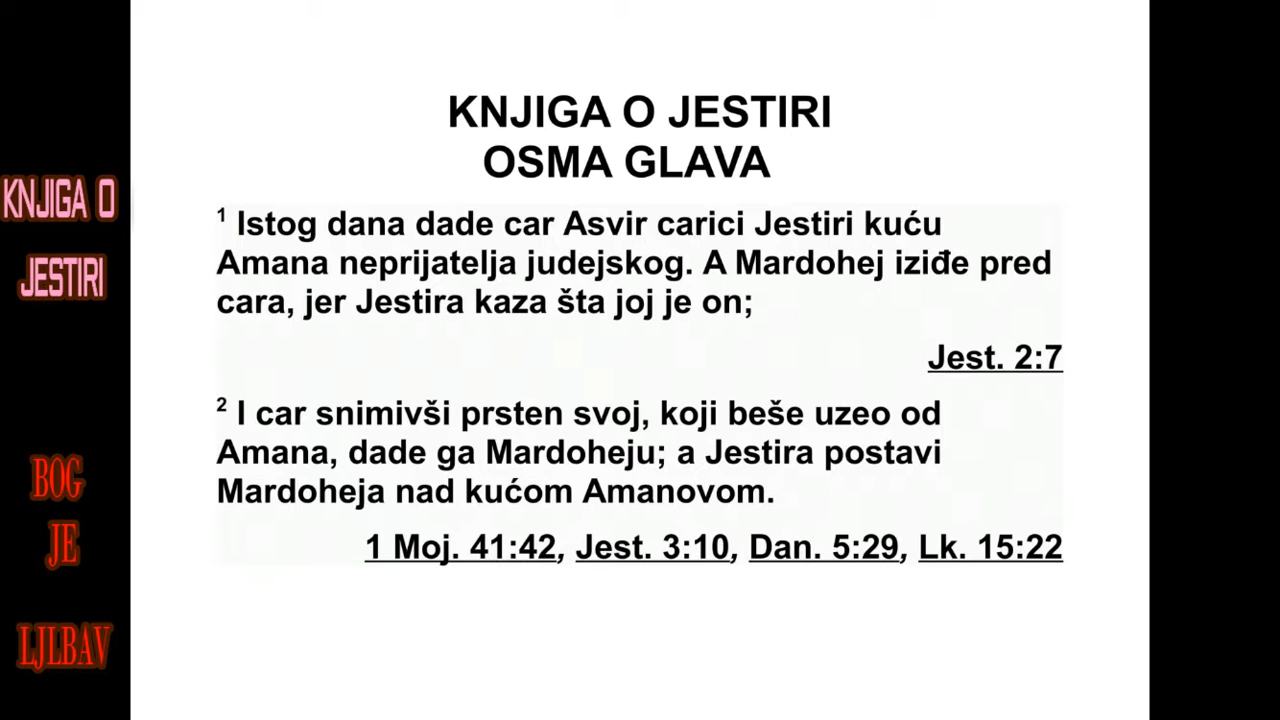 KNJIGA O JESTIRI
OSMA GLAVA
1 Istog dana dade car Asvir carici Jestiri kuću
Amana neprijatelja judejskog. A Mardohej iziđe pred
cara, jer Jestira kaza šta joj je on;
Jest. 2:7
2 I car snimivši prsten svoj, koji beše uzeo od
Amana, dade ga Mardoheju; a Jestira postavi
Mardoheja nad kućom Amanovom.
1 Moj. 41:42, Jest. 3:10, Dan. 5:29, Lk. 15:22
KNJIGA O
JESTIRI
BOG
JE
LJLBAV